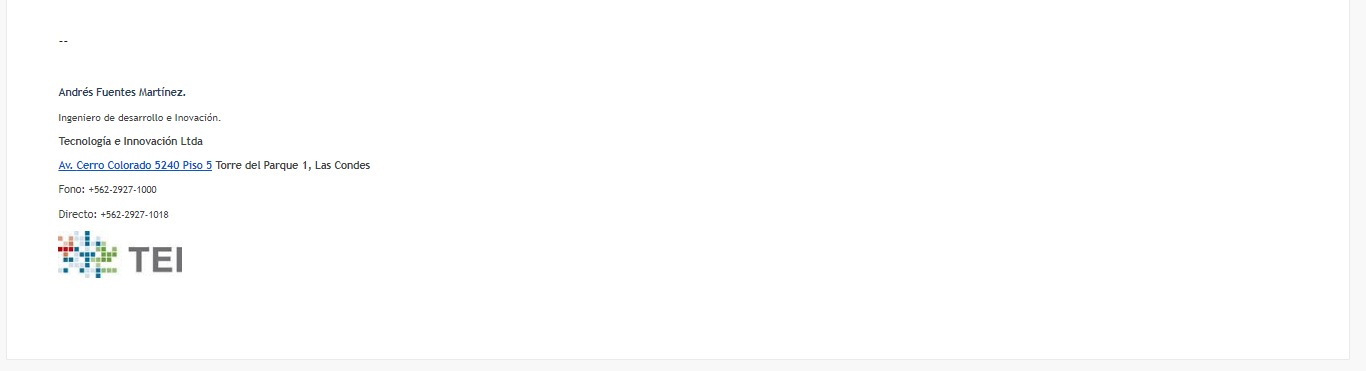 --
Andrés Fuentes Martínez.
Ingeniero de desarrollo e Inovación.
Tecnología e Innovación Ltda
Av. Cerro Colorado 5240 Piso 5 Torre del Parque 1, Las Condes
Fono: +562-2927-1000
Directo: +562-2927-1018
TEI